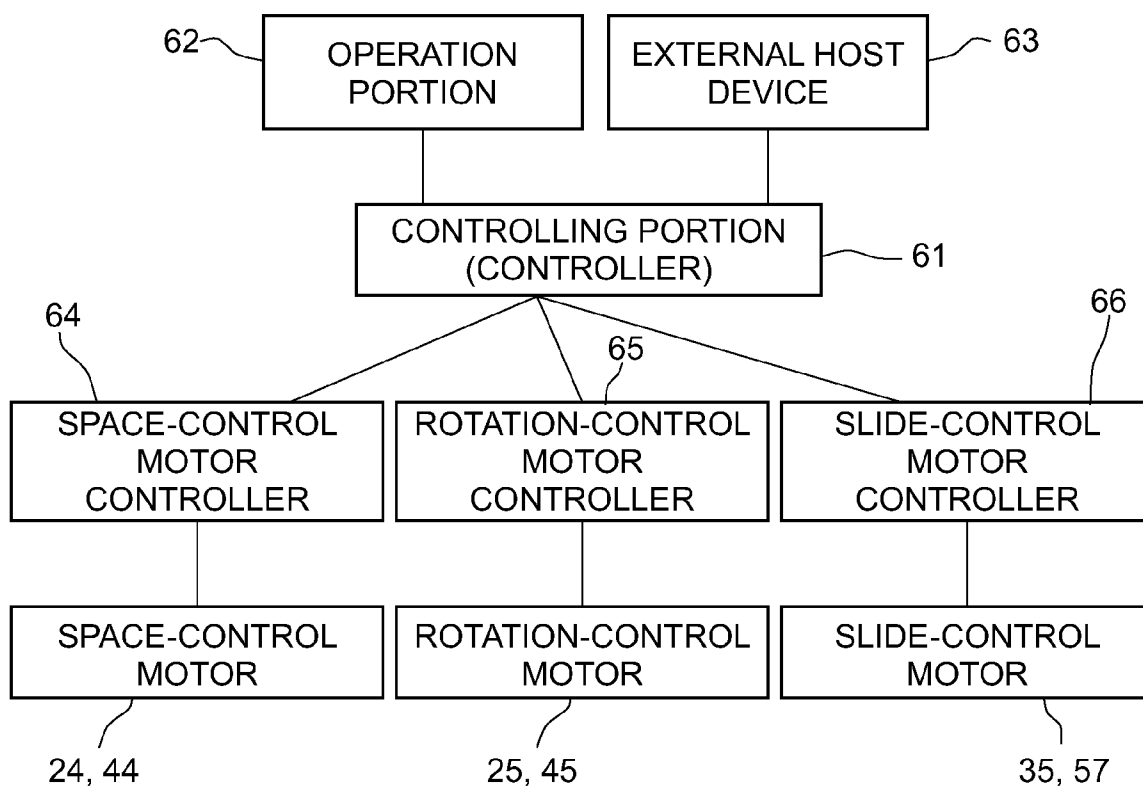 62
OPERATION
PORTION
EXTERNAL HOST
DEVICE
63
CONTROLLING PORTION
(CONTROLLER)
61
64
65
66
SPACE-CONTROL
MOTOR
CONTROLLER
ROTATION-CONTROL
MOTOR
CONTROLLER
SLIDE-CONTROL
MOTOR
CONTROLLER
SPACE-CONTROL
MOTOR
ROTATION-CONTROL
MOTOR
SLIDE-CONTROL
MOTOR
24, 44
25, 45
35, 57